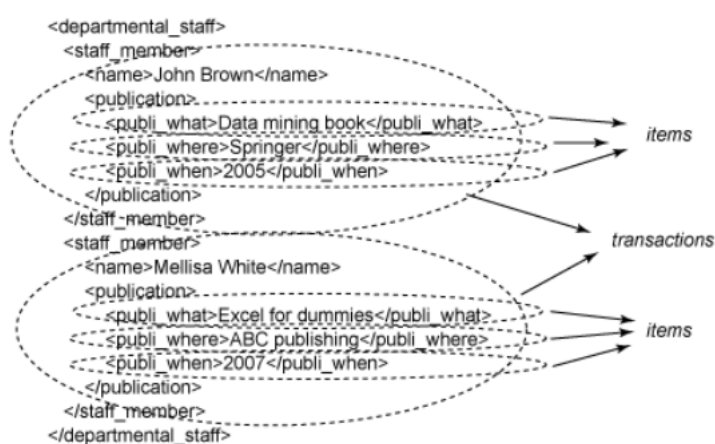 <departmental_staff>
<staff_member>
<name>John Brown</name>
<publication>
<publi_what>Data mining book</publi_what>
<publi_where>Springer</publi_where>
<publi_when>2005</publi_when>
</publication>
</staff_member>
<staff_member>
<name>Mellisa White</name>
<publication>
<publi_what>Excel for dummies</publi_what>
<publi_where>ABC publishing</publi_where>
<publi_when>2007</publi_when>
</publication>
</staff_member>
</departmental_staff>
items
transactions
items